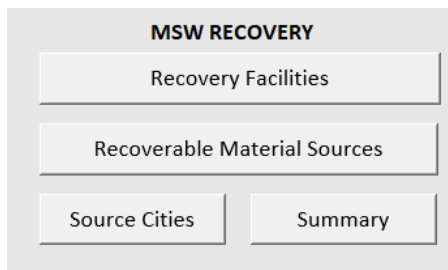 MSW RECOVERY
Recovery Facilities
Recoverable Material Sources
Source Cities
Summary